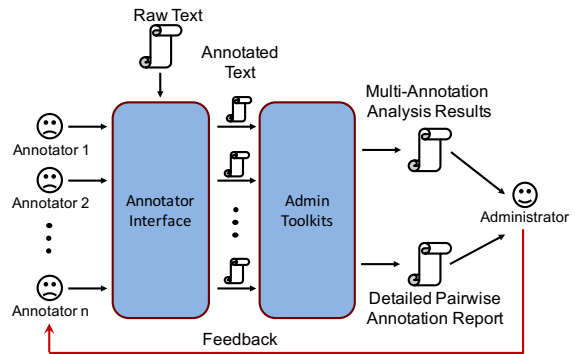 Raw Text
Annotated
Text
Multi-Annotation
Analysis Results
Annotator 1
Annotator 2
Annotator
Interface
Admin
Toolkits
Administrator
Annotator n
Detailed Pairwise
Annotation Report
Feedback